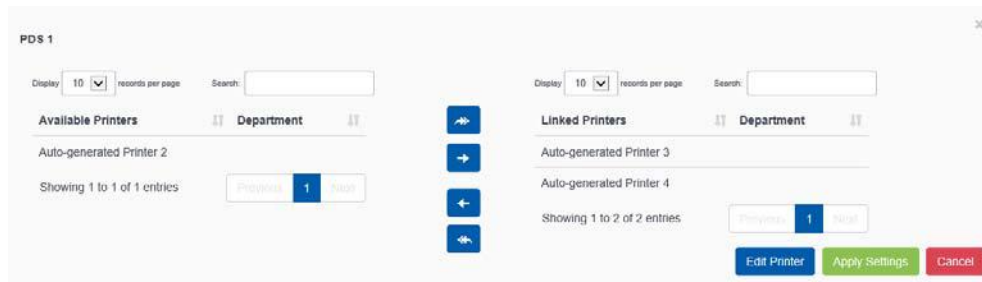 PDS 1
Display 10 records per page Search:
Available Printers Department
Auto-generated Printer 2
Showing 1 to 1 of 1 entries Previous 1 Next
Display 10 records per page Search:
Linked Printers Department
Auto-generated Printer 3
Auto-generated Printer 4
Showing 1 to 2 of 2 entries Previous 1 Next
Edit Printer Apply Settings Cancel